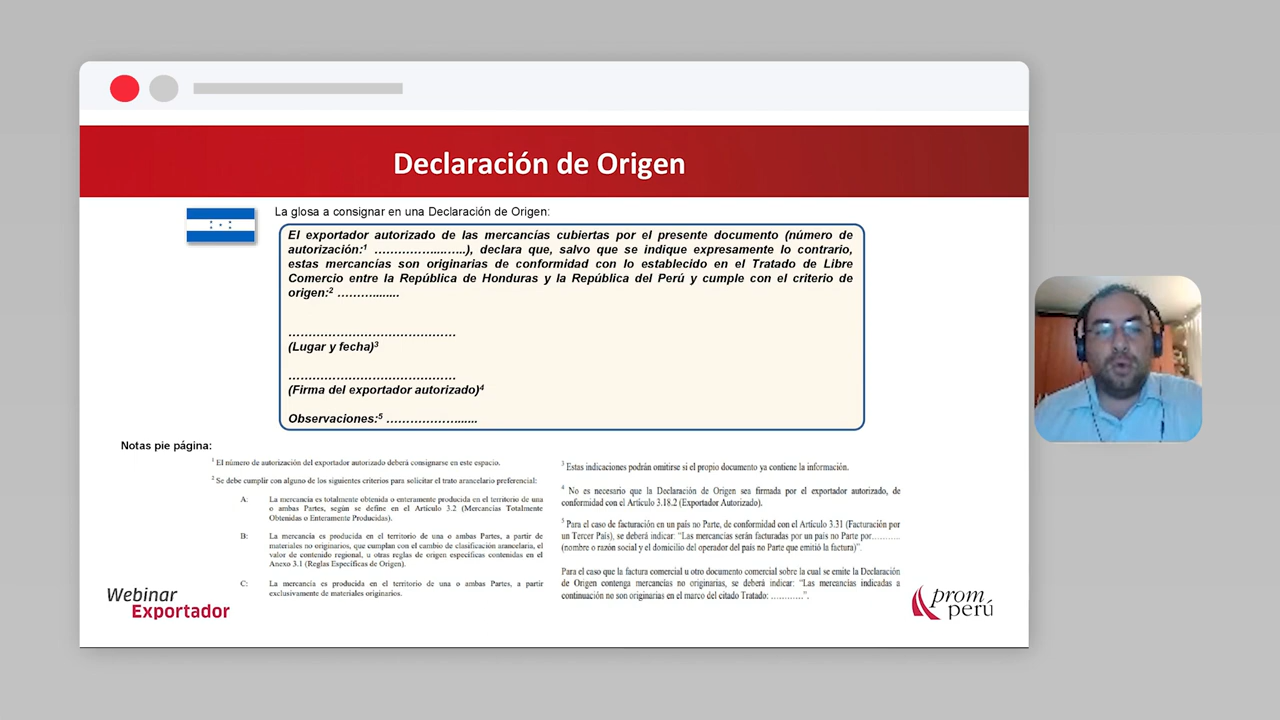 Declaración de Origen
La glosa a consignar en una Declaración de Origen:
El exportador autorizado de las mercancías cubiertas por el presente documento (número de
autorización:¹ ……………...…...), declara que, salvo que se indique expresamente lo contrario,
estas mercancías son originarias de conformidad con lo establecido en el Tratado de Libre
Comercio entre la República de Honduras y la República del Perú y cumple con el criterio de
origen:² ………........
……………………………………
(Lugar y fecha)³
……………………………………
(Firma del exportador autorizado)⁴
Observaciones:⁵ ……………….......
Notas pie página:
¹ El número de autorización del exportador autorizado deberá consignarse en este espacio.
² Se debe cumplir con alguno de los siguientes criterios para solicitar el trato arancelario preferencial:
A: La mercancía es totalmente obtenida o enteramente producida en el territorio de una
o ambas Partes, según se define en el Artículo 3.2 (Mercancías Totalmente
Obtenidas o Enteramente Producidas).
B: La mercancía es producida en el territorio de una o ambas Partes, a partir de
materiales no originarios, que cumplan con el cambio de clasificación arancelaria, el
valor de contenido regional, u otras reglas de origen específicas contenidas en el
Anexo 3.1 (Reglas Específicas de Origen).
C: La mercancía es producida en el territorio de una o ambas Partes, a partir
exclusivamente de materiales originarios.
³ Estas indicaciones podrán omitirse si el propio documento ya contiene la información.
⁴ No es necesario que la Declaración de Origen sea firmada por el exportador autorizado, de
conformidad con el Artículo 3.18.2 (Exportador Autorizado).
⁵ Para el caso de facturación en un país no Parte, de conformidad con el Artículo 3.31 (Facturación por
un Tercer País), se deberá indicar: “Las mercancías serán facturadas por un país no Parte por……….
(nombre o razón social y el domicilio del operador del país no Parte que emitió la factura)”.
Para el caso que la factura comercial u otro documento comercial sobre la cual se emite la Declaración
de Origen contenga mercancías no originarias, se deberá indicar: “Las mercancías indicadas a
continuación no son originarias en el marco del citado Tratado: …………”.
Webinar
Exportador
prom
perú